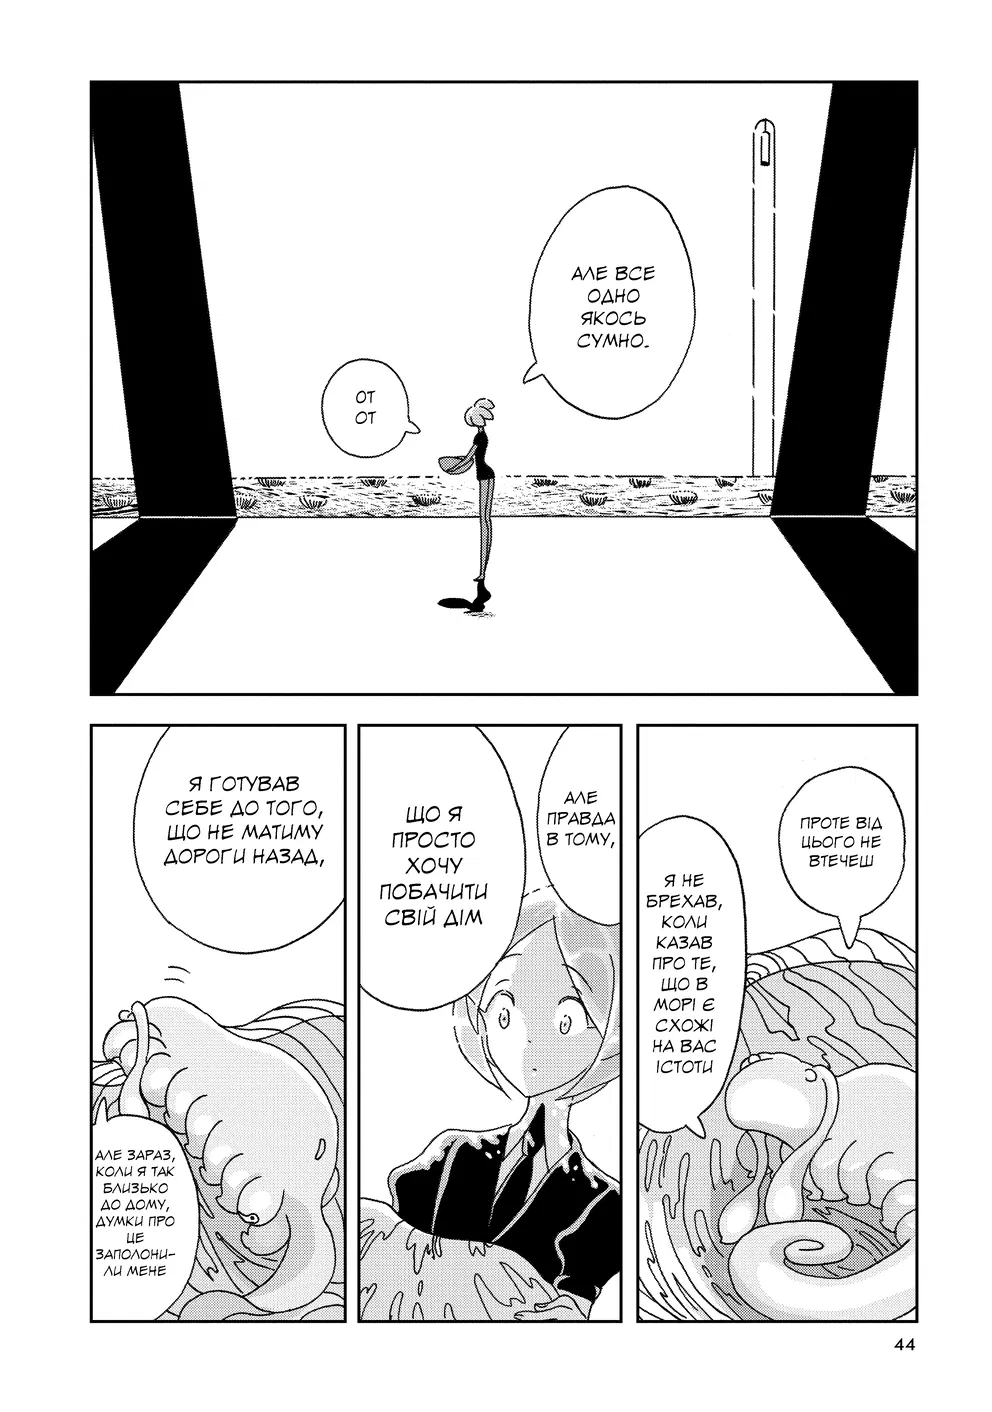 АЛЕ ВСЕ
ОДНО
ЯКОСЬ
СУМНО.
ОТ
ОТ
ПРОТЕ ВІД
ЦЬОГО НЕ
ВТЕЧЕШ
Я НЕ
БРЕХАВ,
КОЛИ
КАЗАВ
ПРО ТЕ,
ЩО В
МОРІ Є
СХОЖІ
НА ВАС
ІСТОТИ
АЛЕ
ПРАВДА
В ТОМУ,
ЩО Я
ПРОСТО
ХОЧУ
ПОБАЧИТИ
СВІЙ ДІМ
Я ГОТУВАВ
СЕБЕ ДО ТОГО,
ЩО НЕ МАТИМУ
ДОРОГИ НАЗАД,
АЛЕ ЗАРАЗ,
КОЛИ Я ТАК
БЛИЗЬКО
ДО ДОМУ,
ДУМКИ ПРО
ЦЕ
ЗАПОЛОНИ-
ЛИ МЕНЕ
44